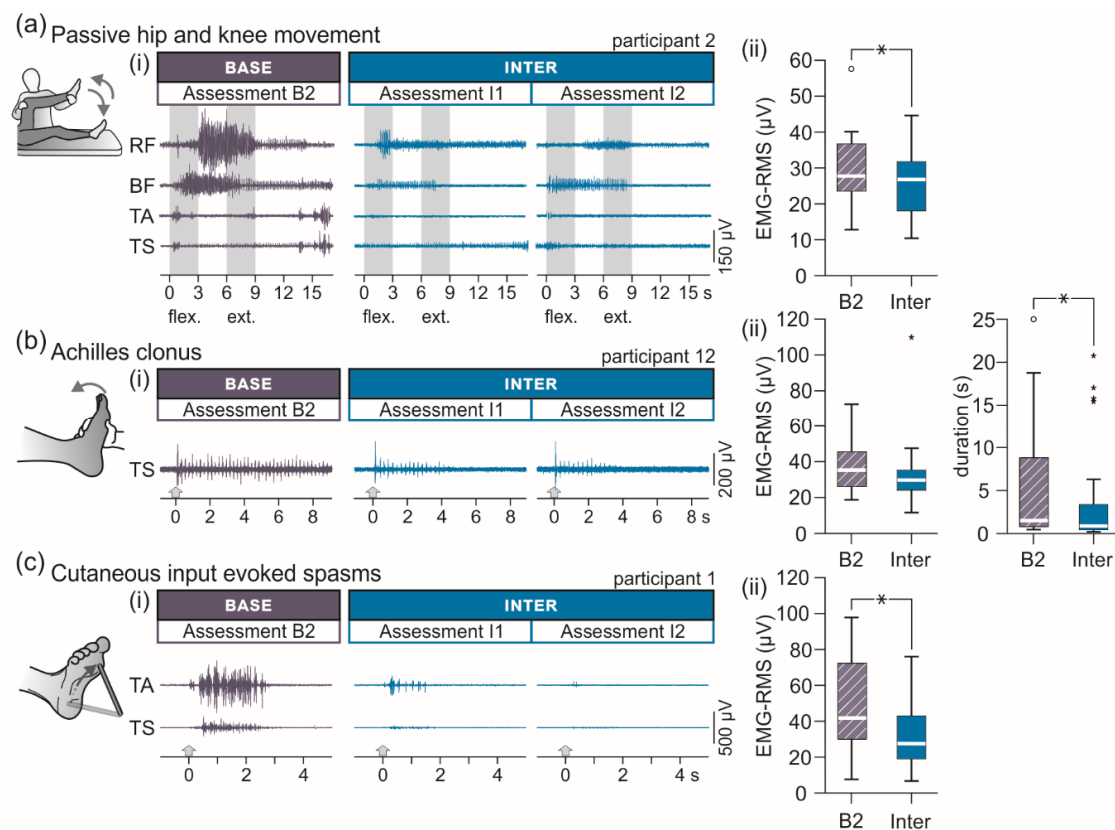 (a) Passive hip and knee movement
(i) participant 2 (ii)
BASE INTER
Assessment B2 Assessment I1 Assessment I2
RF
BF
TA
TS
150 µV
0 3 6 9 12 15 0 3 6 9 12 15 0 3 6 9 12 15 s
flex. ext. flex. ext. flex. ext.
EMG-RMS (µV)
60
50
40
30
20
10
0
*
B2 Inter
(b) Achilles clonus
(i) participant 12 (ii)
BASE INTER
Assessment B2 Assessment I1 Assessment I2
TS
200 µV
0 2 4 6 8 0 2 4 6 8 0 2 4 6 8 s
EMG-RMS (µV)
120
100
80
60
40
20
0
*
B2 Inter
duration (s)
25
20
15
10
5
0
*
*
*
B2 Inter
(c) Cutaneous input evoked spasms
(i) participant 1 (ii)
BASE INTER
Assessment B2 Assessment I1 Assessment I2
TA
TS
500 µV
0 2 4 0 2 4 0 2 4 s
EMG-RMS (µV)
120
100
80
60
40
20
0
*
B2 Inter